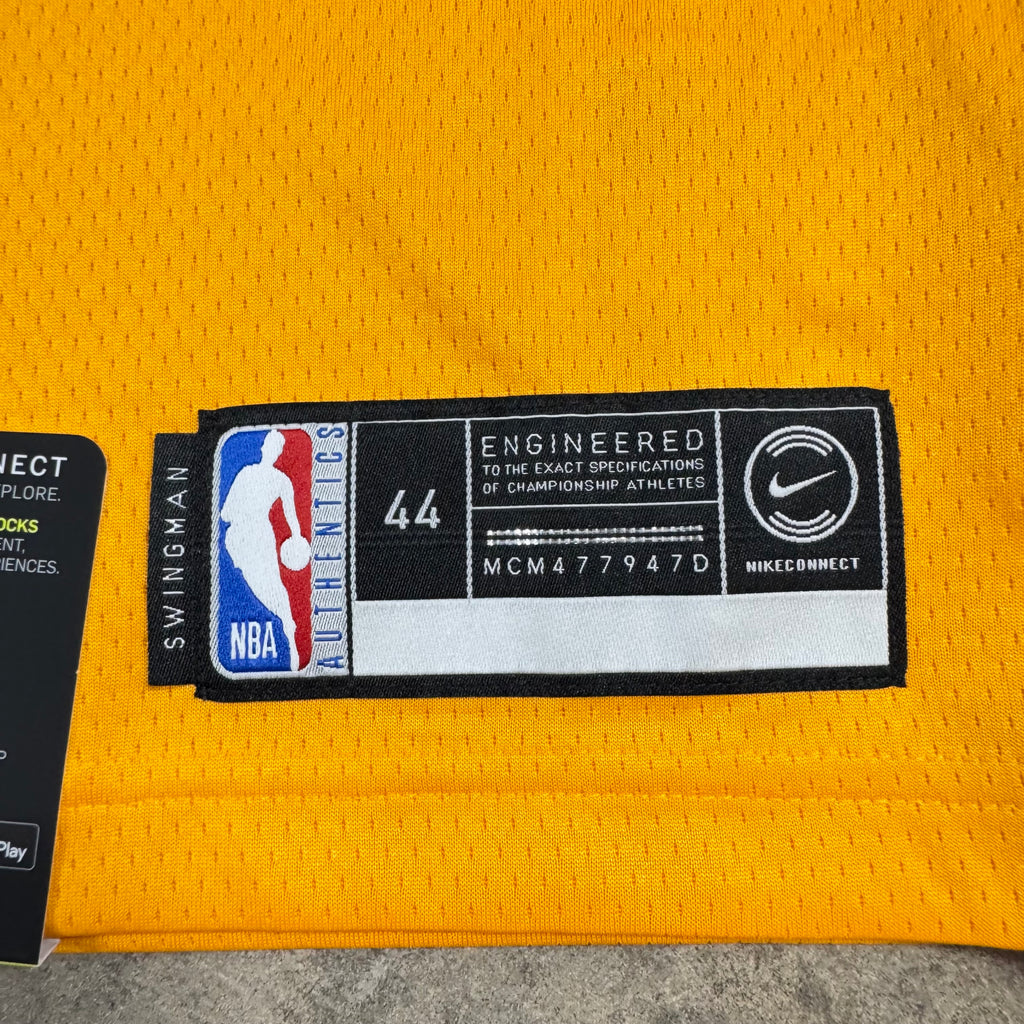 NECT
PLORE.
OCKS
ENT,
IENCES.
P
Play
SWINGMAN
NBA
AUTHENTICS
44
ENGINEERED
TO THE EXACT SPECIFICATIONS
OF CHAMPIONSHIP ATHLETES
MCM477947D
NIKECONNECT